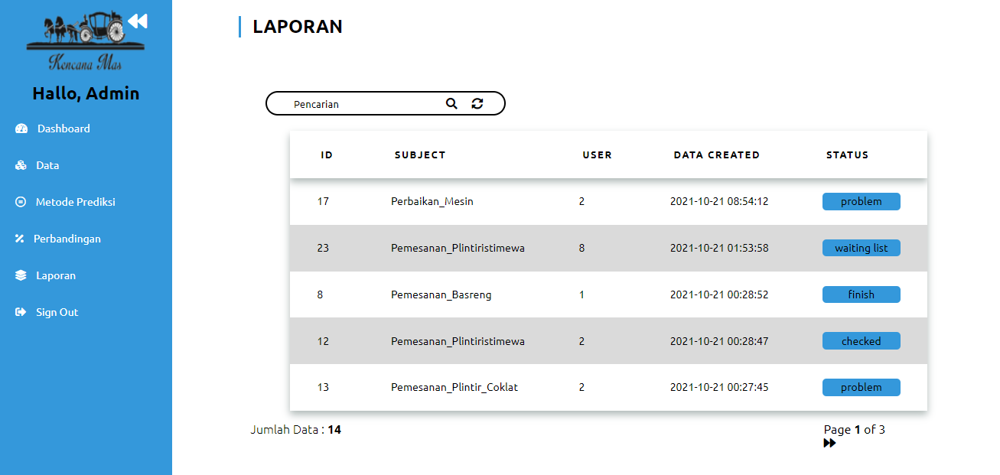 Kencana Mas
Hallo, Admin
Dashboard
Data
Metode Prediksi
Perbandingan
Laporan
Sign Out
LAPORAN
Pencarian
ID SUBJECT USER DATA CREATED STATUS
17 Perbaikan_Mesin 2 2021-10-21 08:54:12 problem
23 Pemesanan_Plintiristimewa 8 2021-10-21 01:53:58 waiting list
8 Pemesanan_Basreng 1 2021-10-21 00:28:52 finish
12 Pemesanan_Plintiristimewa 2 2021-10-21 00:28:47 checked
13 Pemesanan_Plintir_Coklat 2 2021-10-21 00:27:45 problem
Jumlah Data : 14
Page 1 of 3